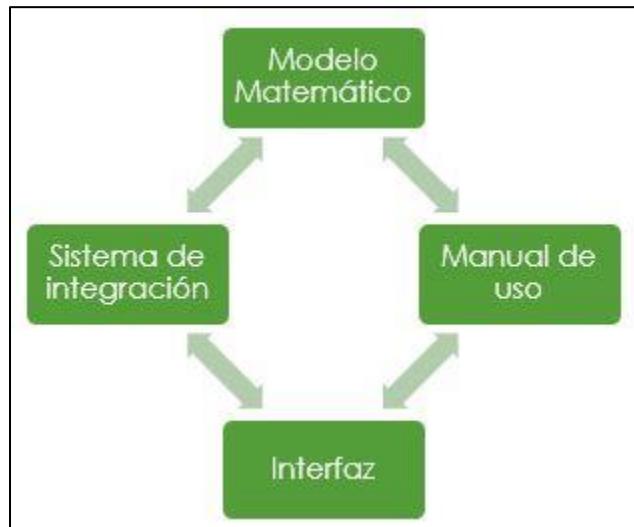 Modelo
Matemático
Sistema de
integración
Manual de
uso
Interfaz